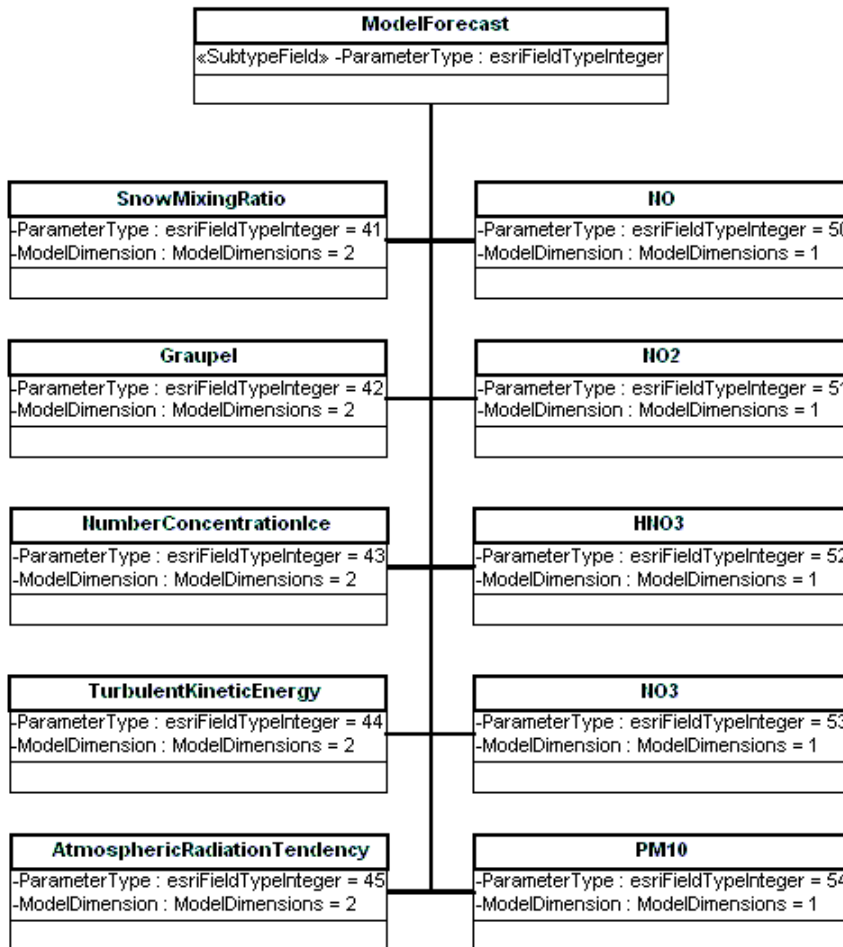 ModelForecast
«SubtypeField» -ParameterType : esriFieldTypeInteger
SnowMixingRatio
-ParameterType : esriFieldTypeInteger = 41
-ModelDimension : ModelDimensions = 2
NO
-ParameterType : esriFieldTypeInteger = 50
-ModelDimension : ModelDimensions = 1
Graupel
-ParameterType : esriFieldTypeInteger = 42
-ModelDimension : ModelDimensions = 2
NO2
-ParameterType : esriFieldTypeInteger = 51
-ModelDimension : ModelDimensions = 1
NumberConcentrationIce
-ParameterType : esriFieldTypeInteger = 43
-ModelDimension : ModelDimensions = 2
HNO3
-ParameterType : esriFieldTypeInteger = 52
-ModelDimension : ModelDimensions = 1
TurbulentKineticEnergy
-ParameterType : esriFieldTypeInteger = 44
-ModelDimension : ModelDimensions = 2
NO3
-ParameterType : esriFieldTypeInteger = 53
-ModelDimension : ModelDimensions = 1
AtmosphericRadiationTendency
-ParameterType : esriFieldTypeInteger = 45
-ModelDimension : ModelDimensions = 2
PM10
-ParameterType : esriFieldTypeInteger = 54
-ModelDimension : ModelDimensions = 1